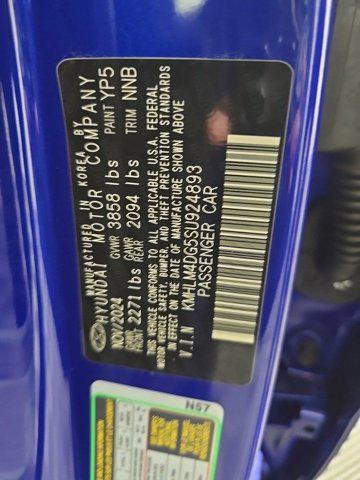 MANUFACTURED IN KOREA BY
HYUNDAI MOTOR COMPANY
NOV/2024 GVWR 3858 lbs PAINT YP5
2271 lbs GAWR REAR 2094 lbs TRIM NNB
THIS VEHICLE CONFORMS TO ALL APPLICABLE U.S.A. FEDERAL
MOTOR VEHICLE SAFETY, BUMPER, AND THEFT PREVENTION STANDARDS
IN EFFECT ON THE DATE OF MANUFACTURE SHOWN ABOVE
V.I.N KMHLM4DG5SU924893
PASSENGER CAR
N57